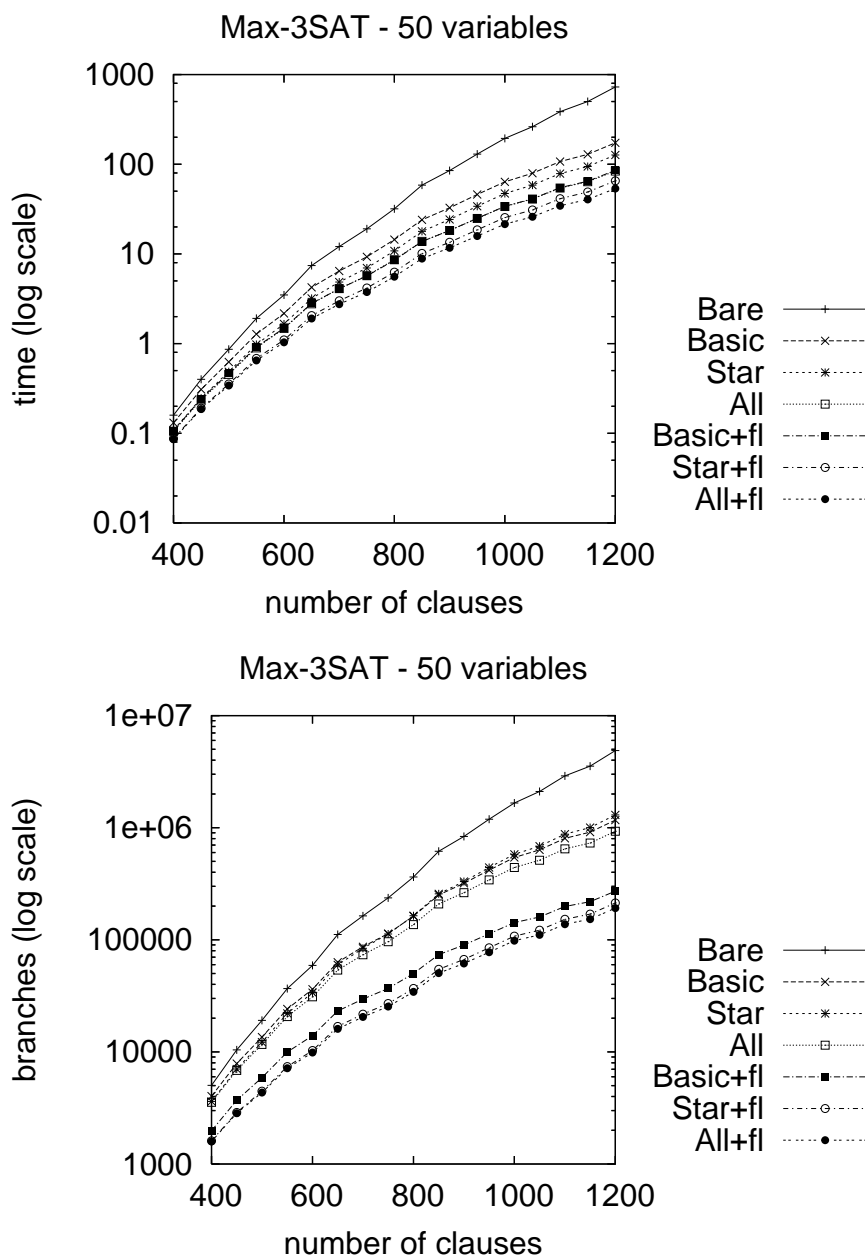 Max-3SAT - 50 variables
1000
100
10
1
0.1
0.01
time (log scale)
400 600 800 1000 1200
number of clauses
Bare
Basic
Star
All
Basic+fl
Star+fl
All+fl
Max-3SAT - 50 variables
1e+07
1e+06
100000
10000
1000
branches (log scale)
400 600 800 1000 1200
number of clauses
Bare
Basic
Star
All
Basic+fl
Star+fl
All+fl